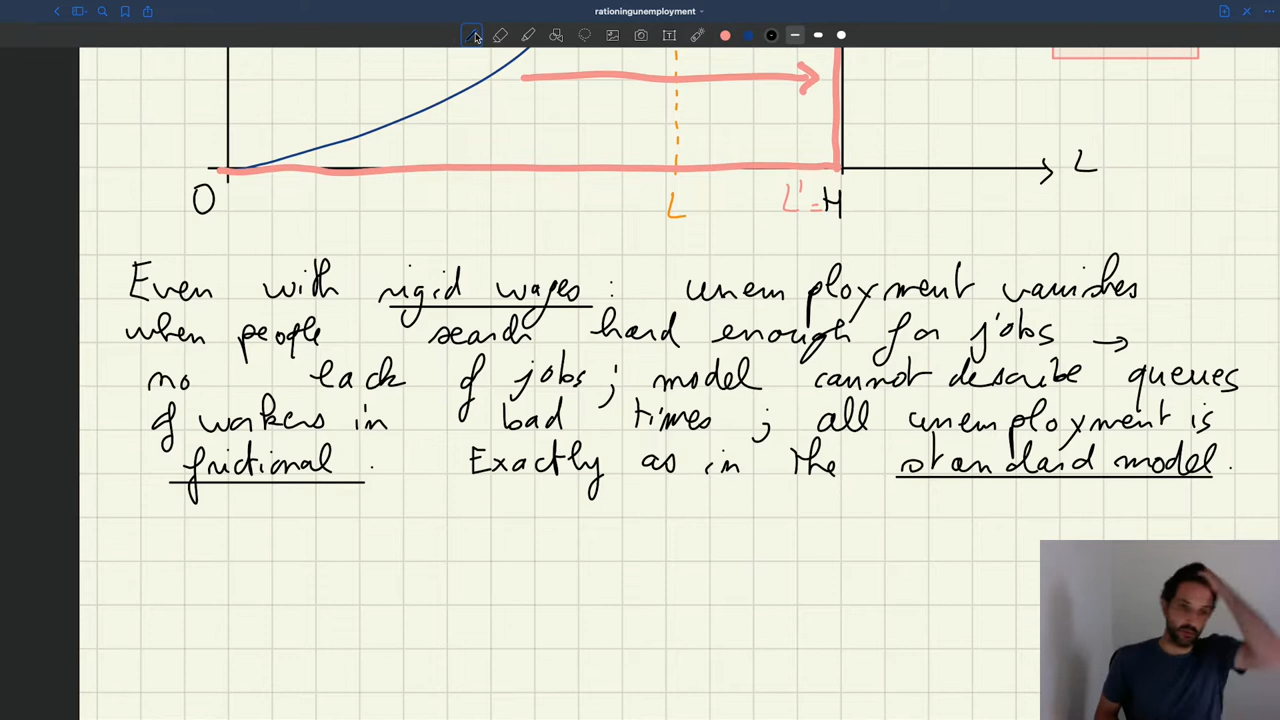 rationingunemployment
L
O
L
L' = H
Even with rigid wages : unemployment vanishes
when people search hard enough for jobs →
no lack of jobs ; model cannot describe queues
of workers in bad times ; all unemployment is
frictional . Exactly as in the standard model .